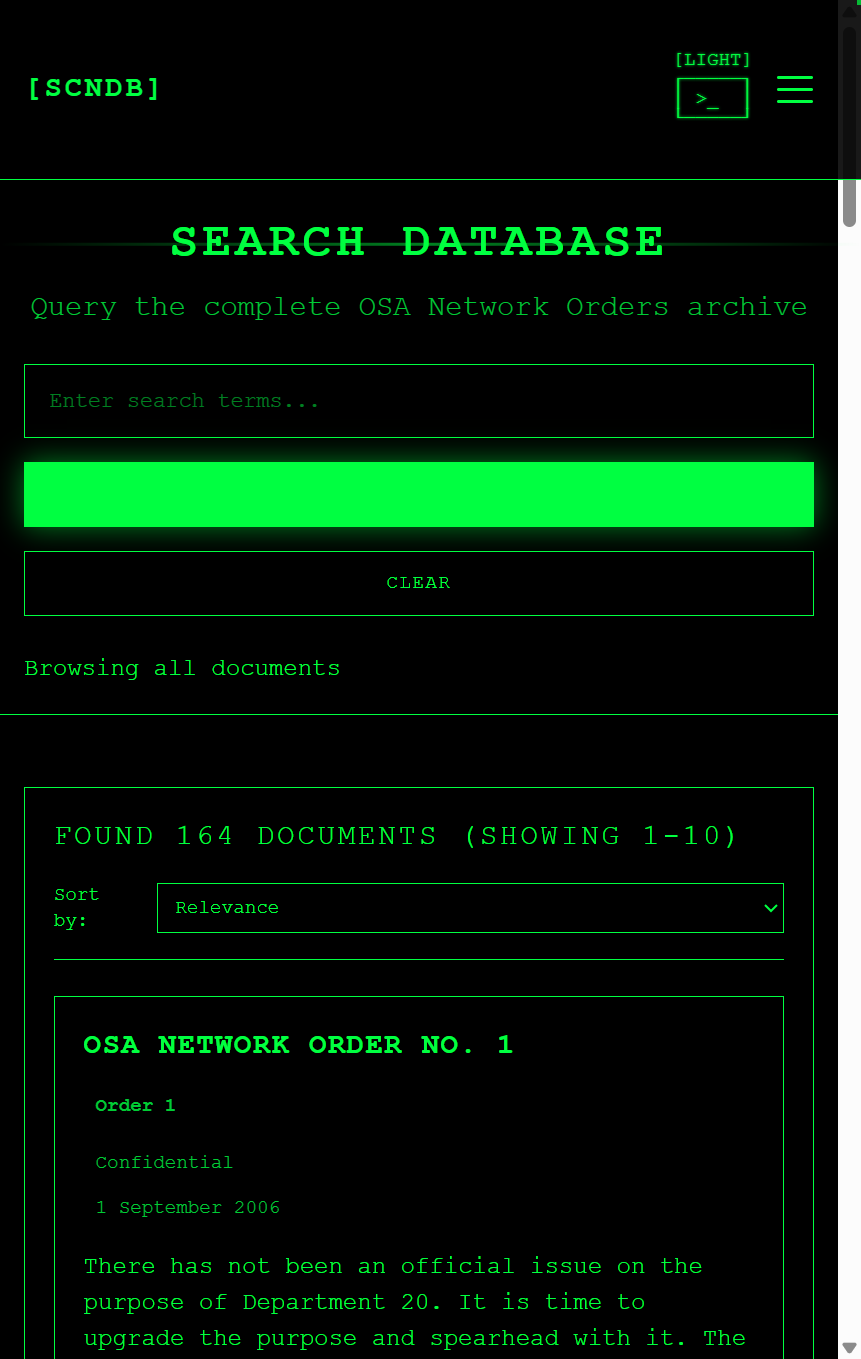 [SCNDB]
[LIGHT]
>_
SEARCH DATABASE
Query the complete OSA Network Orders archive
Enter search terms...
CLEAR
Browsing all documents
FOUND 164 DOCUMENTS (SHOWING 1-10)
Sort
by:
Relevance
OSA NETWORK ORDER NO. 1
Order 1
Confidential
1 September 2006
There has not been an official issue on the
purpose of Department 20. It is time to
upgrade the purpose and spearhead with it. The